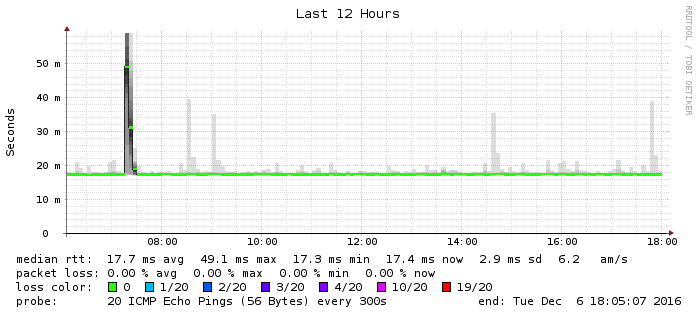 Last 12 Hours
RRDTOOL / TOBI OETIKER
Seconds
50 m
40 m
30 m
20 m
10 m
0
08:00 10:00 12:00 14:00 16:00 18:00
median rtt: 17.7 ms avg 49.1 ms max 17.3 ms min 17.4 ms now 2.9 ms sd 6.2 am/s
packet loss: 0.00 % avg 0.00 % max 0.00 % min 0.00 % now
loss color: 0 1/20 2/20 3/20 4/20 10/20 19/20
probe: 20 ICMP Echo Pings (56 Bytes) every 300s end: Tue Dec 6 18:05:07 2016